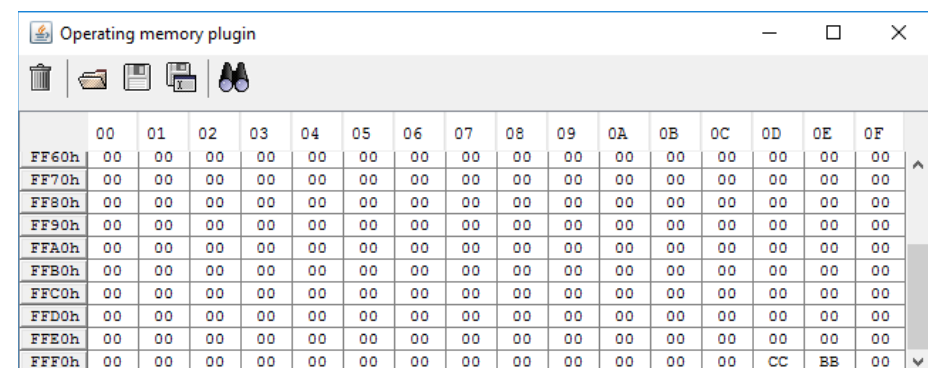 Operating memory plugin
00 01 02 03 04 05 06 07 08 09 0A 0B 0C 0D 0E 0F
FF60h 00 00 00 00 00 00 00 00 00 00 00 00 00 00 00 00
FF70h 00 00 00 00 00 00 00 00 00 00 00 00 00 00 00 00
FF80h 00 00 00 00 00 00 00 00 00 00 00 00 00 00 00 00
FF90h 00 00 00 00 00 00 00 00 00 00 00 00 00 00 00 00
FFA0h 00 00 00 00 00 00 00 00 00 00 00 00 00 00 00 00
FFB0h 00 00 00 00 00 00 00 00 00 00 00 00 00 00 00 00
FFC0h 00 00 00 00 00 00 00 00 00 00 00 00 00 00 00 00
FFD0h 00 00 00 00 00 00 00 00 00 00 00 00 00 00 00 00
FFE0h 00 00 00 00 00 00 00 00 00 00 00 00 00 00 00 00
FFF0h 00 00 00 00 00 00 00 00 00 00 00 00 00 CC BB 00